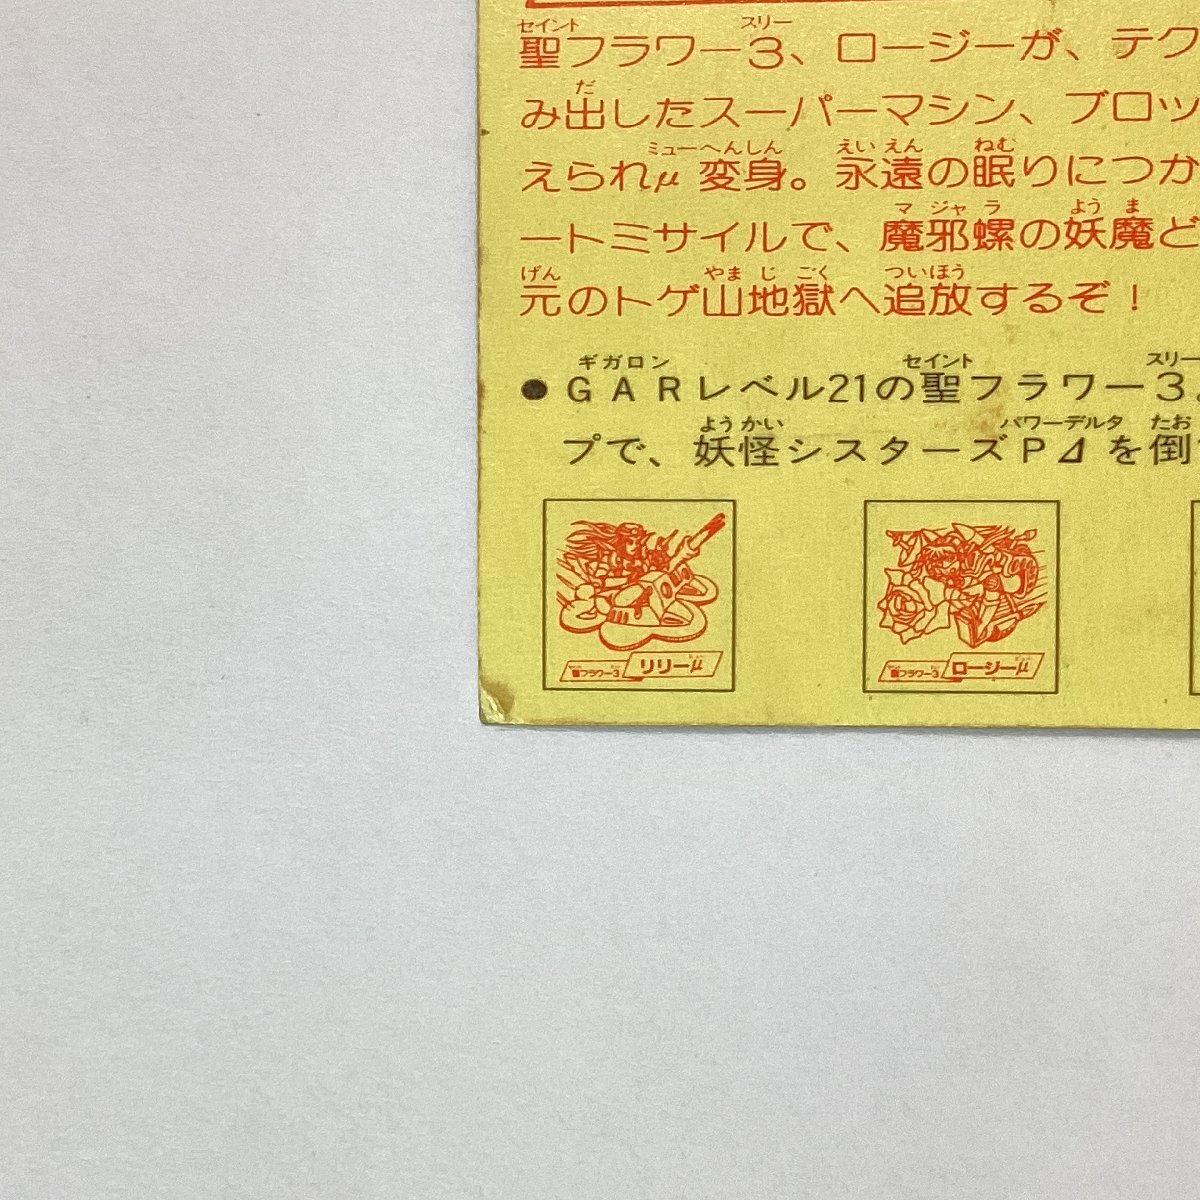 聖フラワー3、ロージーが、テク
み出したスーパーマシン、ブロッ
えられμ変身。永遠の眠りにつか
ートミサイルで、魔邪螺の妖魔ど
元のトゲ山地獄へ追放するぞ！
●GARレベル21の聖フラワー3。
プで、妖怪シスターズP⊿を倒
聖フラワー3 リリーμ
聖フラワー3 ロージーμ